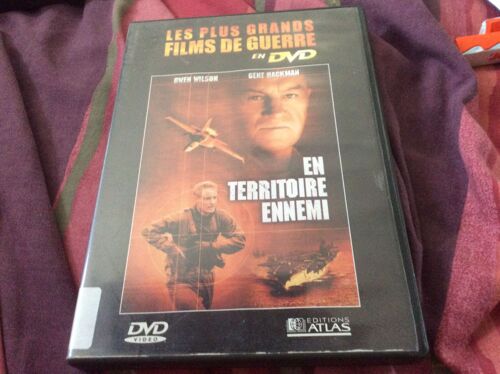 LES PLUS GRANDS
FILMS DE GUERRE
EN DVD
OWEN WILSON GENE HACKMAN
EN
TERRITOIRE
ENNEMI
DVD
VIDEO
EDITIONS
ATLAS